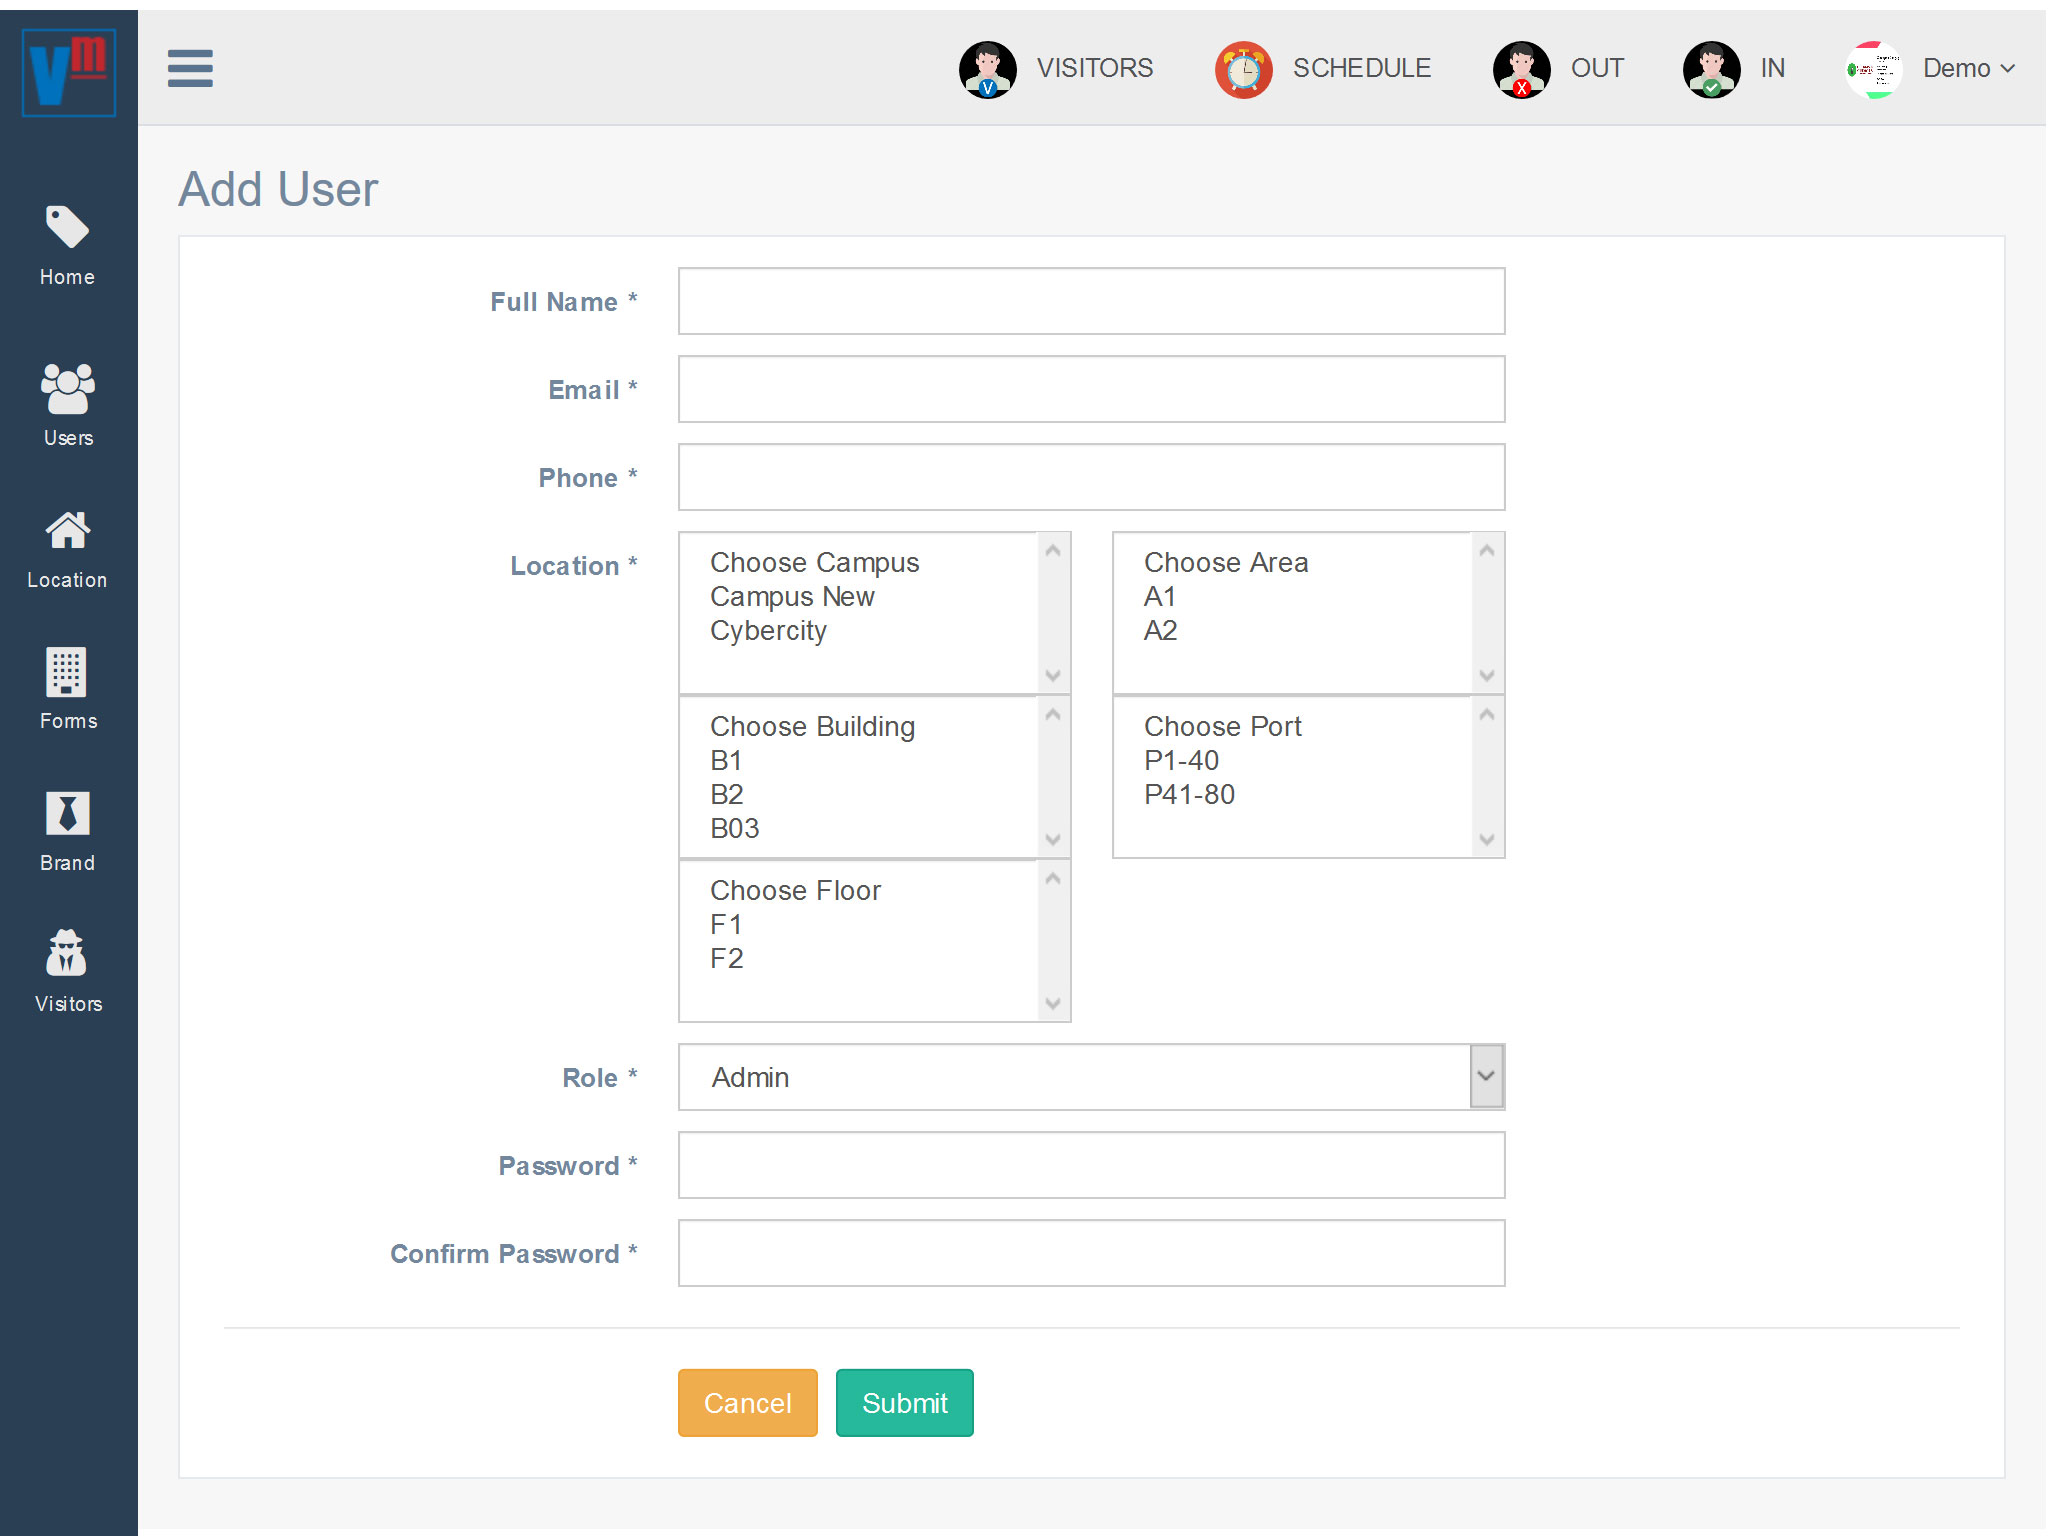 Vm
VISITORS
SCHEDULE
OUT
IN
Demo
Home
Users
Location
Forms
Brand
Visitors
Add User
Full Name *
Email *
Phone *
Location *
Choose Campus
Campus New
Cybercity
Choose Area
A1
A2
Choose Building
B1
B2
B03
Choose Port
P1-40
P41-80
Choose Floor
F1
F2
Role *
Admin
Password *
Confirm Password *
Cancel
Submit